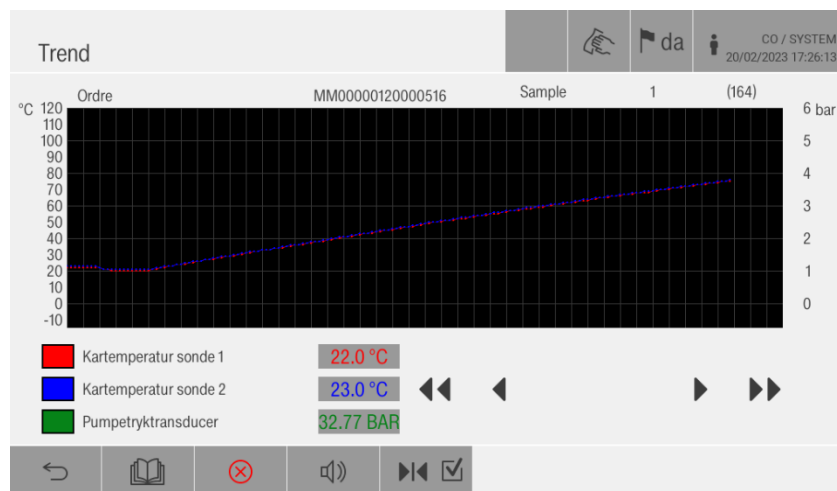 Trend
da
CO / SYSTEM
20/02/2023 17:26:13
Ordre MM00000120000516 Sample 1 (164)
°C 120 6 bar
110
100 5
90
80 4
70
60 3
50
40 2
30
20 1
10
0 0
-10
Kartemperatur sonde 1 22.0 °C
Kartemperatur sonde 2 23.0 °C
Pumpetryktransducer 32.77 BAR